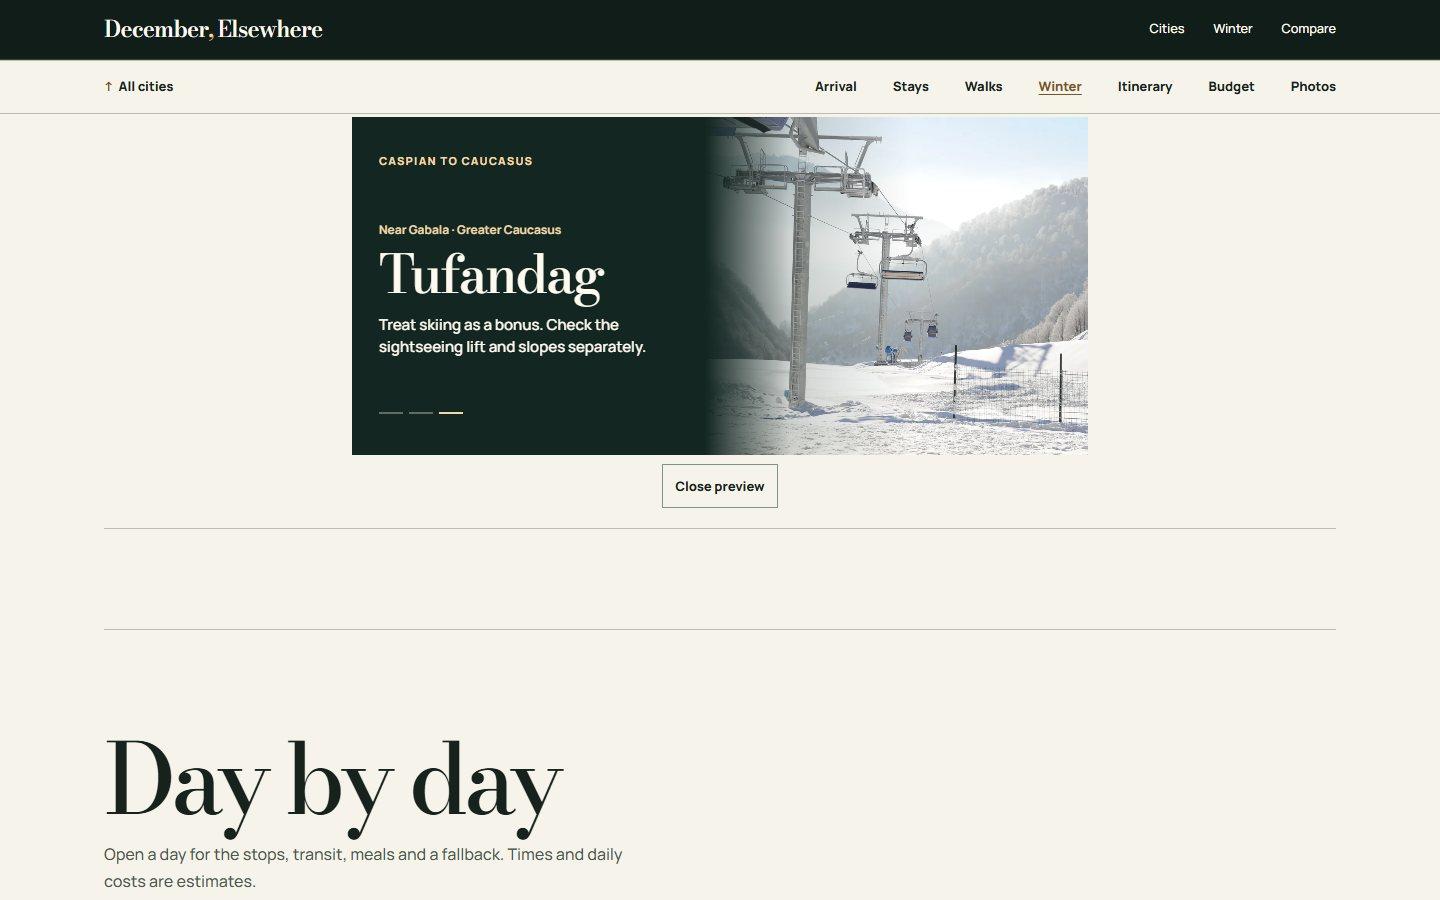 December, Elsewhere
Cities Winter Compare
↑ All cities
Arrival Stays Walks Winter Itinerary Budget Photos
CASPIAN TO CAUCASUS
Near Gabala · Greater Caucasus
Tufandag
Treat skiing as a bonus. Check the
sightseeing lift and slopes separately.
Close preview
Day by day
Open a day for the stops, transit, meals and a fallback. Times and daily
costs are estimates.